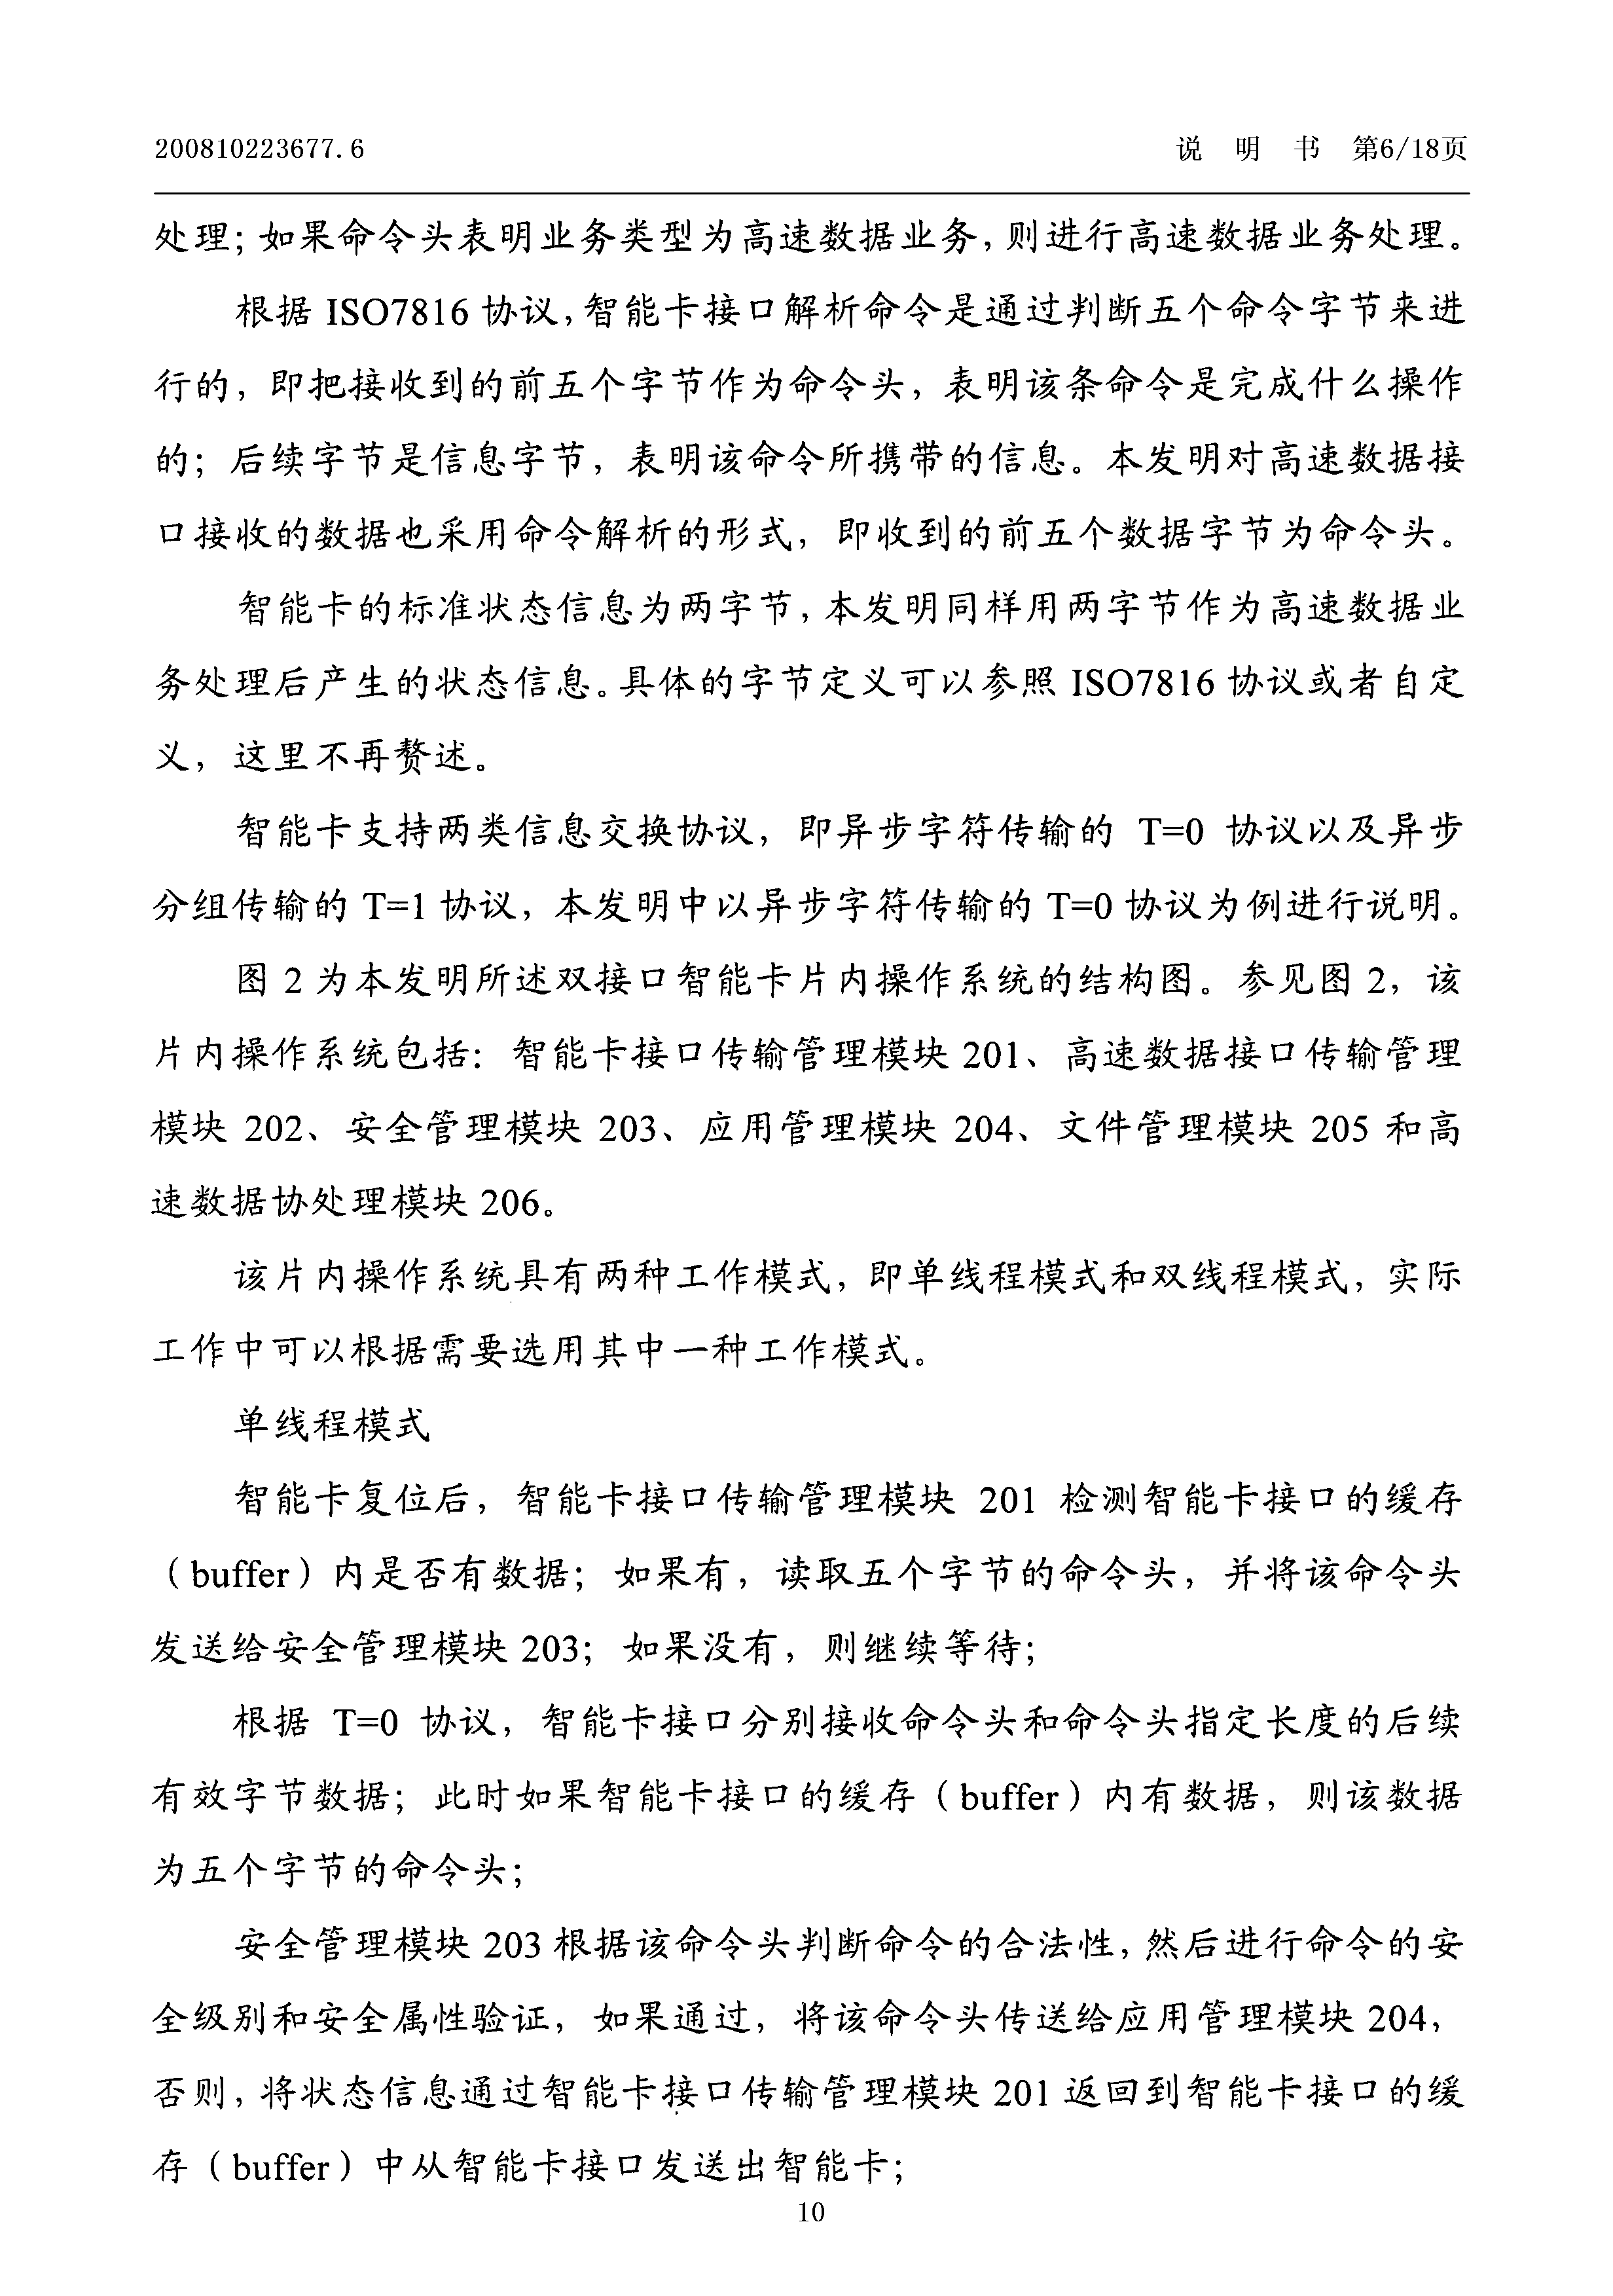 200810223677.6 说 明 书 第6/18页
处理；如果命令头表明业务类型为高速数据业务，则进行高速数据业务处理。
根据 ISO7816 协议，智能卡接口解析命令是通过判断五个命令字节来进
行的，即把接收到的前五个字节作为命令头，表明该条命令是完成什么操作
的；后续字节是信息字节，表明该命令所携带的信息。本发明对高速数据接
口接收的数据也采用命令解析的形式，即收到的前五个数据字节为命令头。
智能卡的标准状态信息为两字节，本发明同样用两字节作为高速数据业
务处理后产生的状态信息。具体的字节定义可以参照 ISO7816 协议或者自定
义，这里不再赘述。
智能卡支持两类信息交换协议，即异步字符传输的 T=0 协议以及异步
分组传输的 T=1 协议，本发明中以异步字符传输的 T=0 协议为例进行说明。
图 2 为本发明所述双接口智能卡片内操作系统的结构图。参见图 2，该
片内操作系统包括：智能卡接口传输管理模块 201、高速数据接口传输管理
模块 202、安全管理模块 203、应用管理模块 204、文件管理模块 205 和高
速数据协处理模块 206。
该片内操作系统具有两种工作模式，即单线程模式和双线程模式，实际
工作中可以根据需要选用其中一种工作模式。
单线程模式
智能卡复位后，智能卡接口传输管理模块 201 检测智能卡接口的缓存
（buffer）内是否有数据；如果有，读取五个字节的命令头，并将该命令头
发送给安全管理模块 203；如果没有，则继续等待；
根据 T=0 协议，智能卡接口分别接收命令头和命令头指定长度的后续
有效字节数据；此时如果智能卡接口的缓存（buffer）内有数据，则该数据
为五个字节的命令头；
安全管理模块 203 根据该命令头判断命令的合法性，然后进行命令的安
全级别和安全属性验证，如果通过，将该命令头传送给应用管理模块 204，
否则，将状态信息通过智能卡接口传输管理模块 201 返回到智能卡接口的缓
存（buffer）中从智能卡接口发送出智能卡；
10